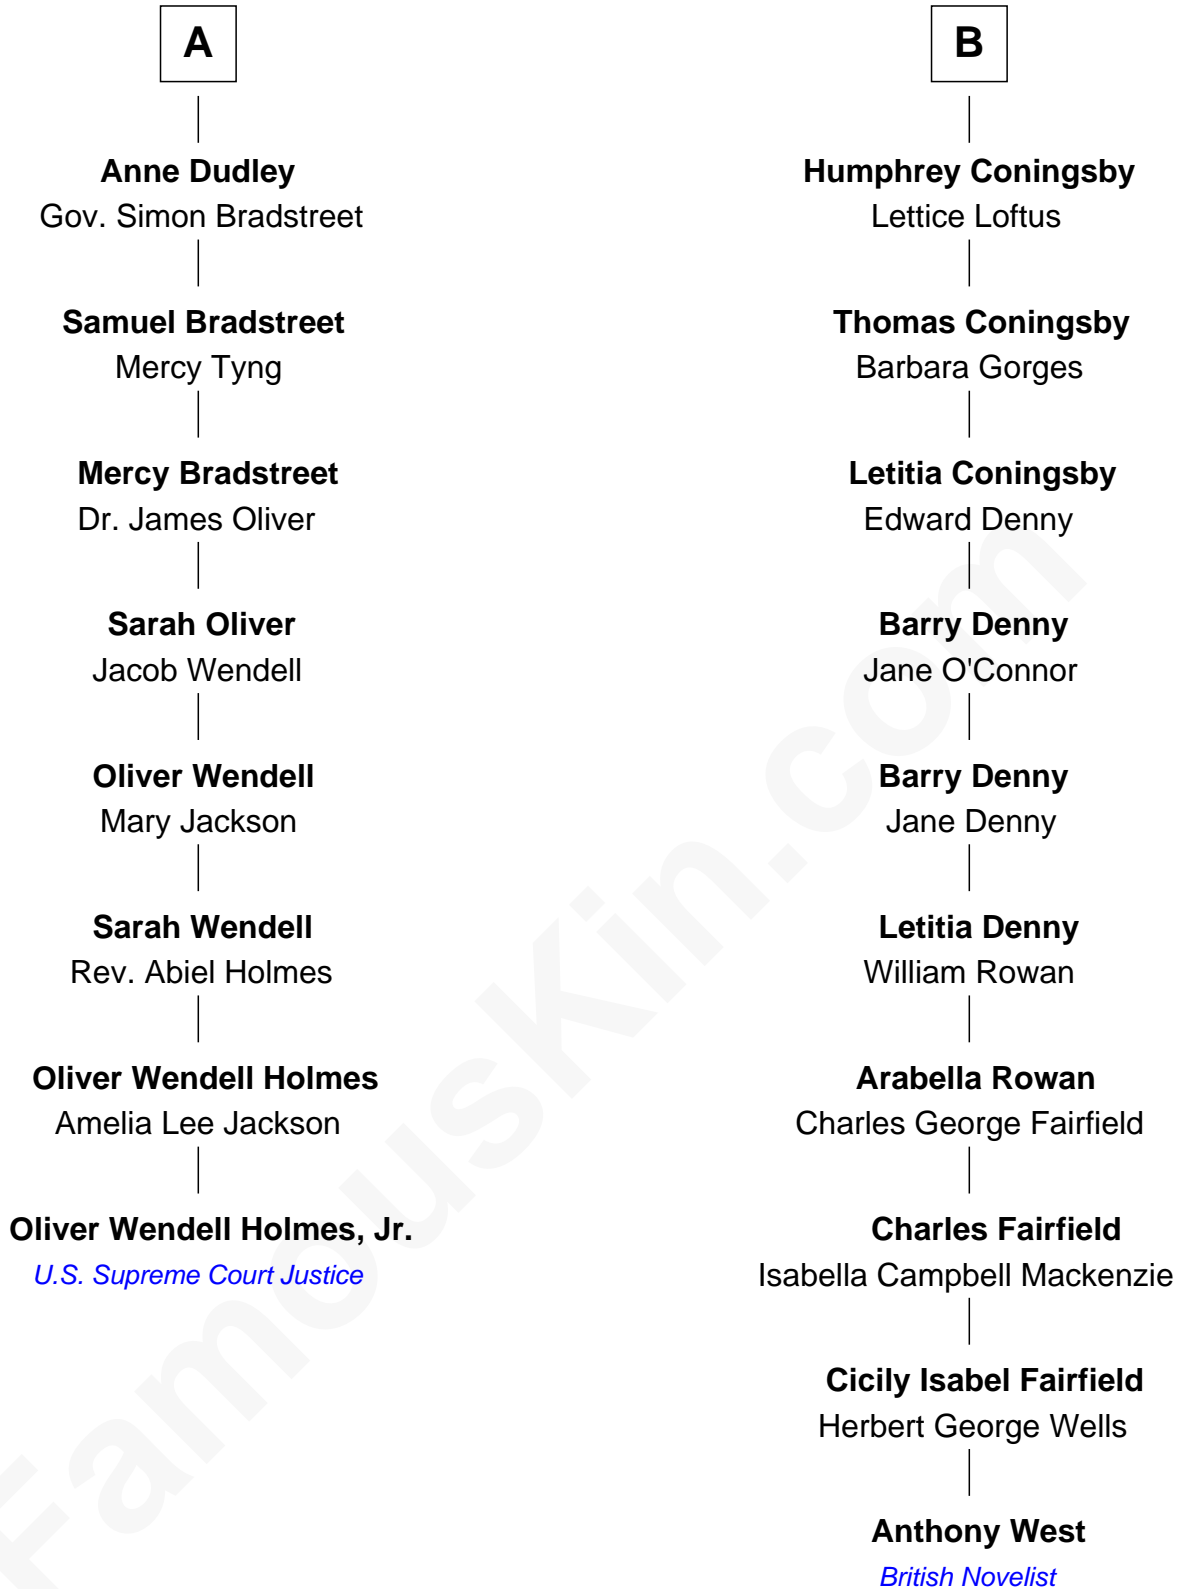 A
Anne Dudley
Gov. Simon Bradstreet
Samuel Bradstreet
Mercy Tyng
Mercy Bradstreet
Dr. James Oliver
Sarah Oliver
Jacob Wendell
Oliver Wendell
Mary Jackson
Sarah Wendell
Rev. Abiel Holmes
Oliver Wendell Holmes
Amelia Lee Jackson
Oliver Wendell Holmes, Jr.
U.S. Supreme Court Justice
B
Humphrey Coningsby
Lettice Loftus
Thomas Coningsby
Barbara Gorges
Letitia Coningsby
Edward Denny
Barry Denny
Jane O'Connor
Barry Denny
Jane Denny
Letitia Denny
William Rowan
Arabella Rowan
Charles George Fairfield
Charles Fairfield
Isabella Campbell Mackenzie
Cicily Isabel Fairfield
Herbert George Wells
Anthony West
British Novelist
FamousKin.com